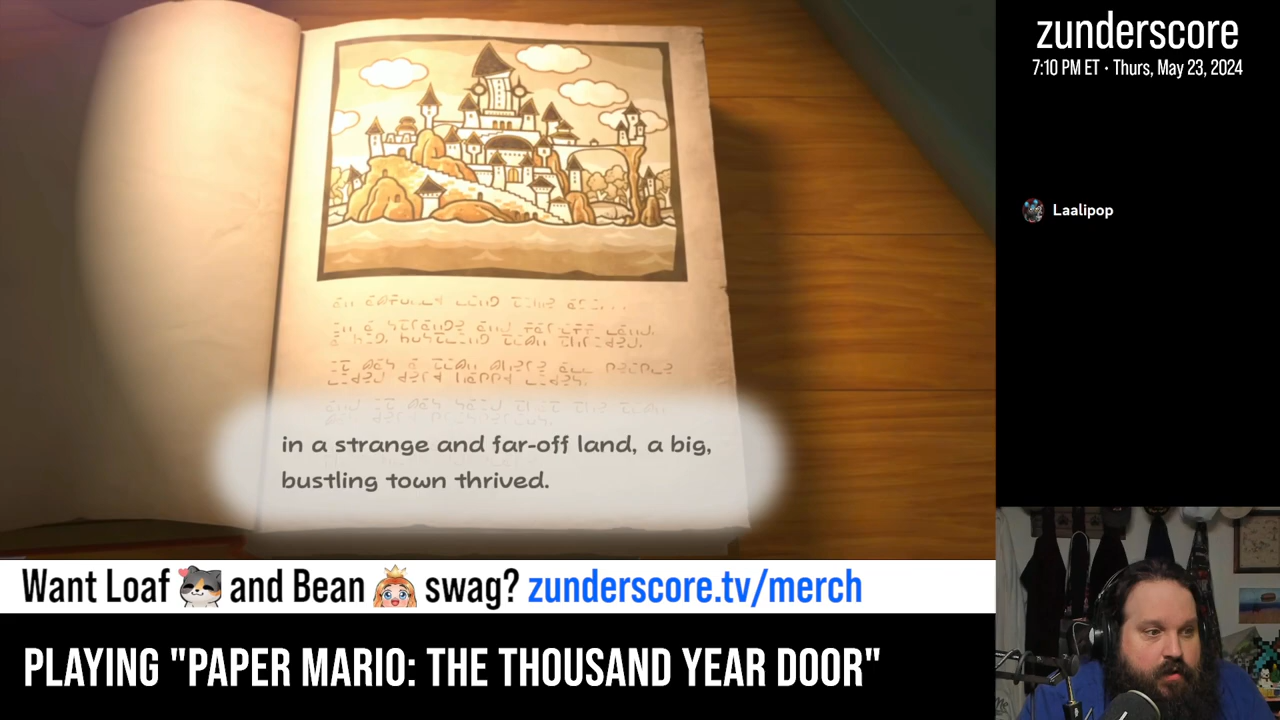 zunderscore
7:10 PM ET · Thurs, May 23, 2024
Laalipop
in a strange and far-off land, a big,
bustling town thrived.
Want Loaf and Bean swag? zunderscore.tv/merch
PLAYING "PAPER MARIO: THE THOUSAND YEAR DOOR"